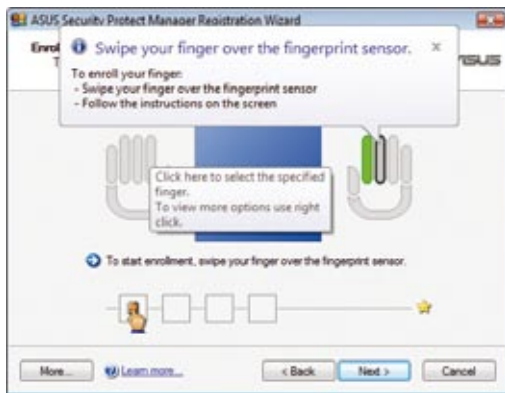 ASUS Security Protect Manager Registration Wizard
Swipe your finger over the fingerprint sensor.
To enroll your finger:
- Swipe your finger over the fingerprint sensor
- Follow the instructions on the screen
Click here to select the specified
finger.
To view more options use right
click.
To start enrollment, swipe your finger over the fingerprint sensor.
More...
Learn more...
< Back
Next >
Cancel